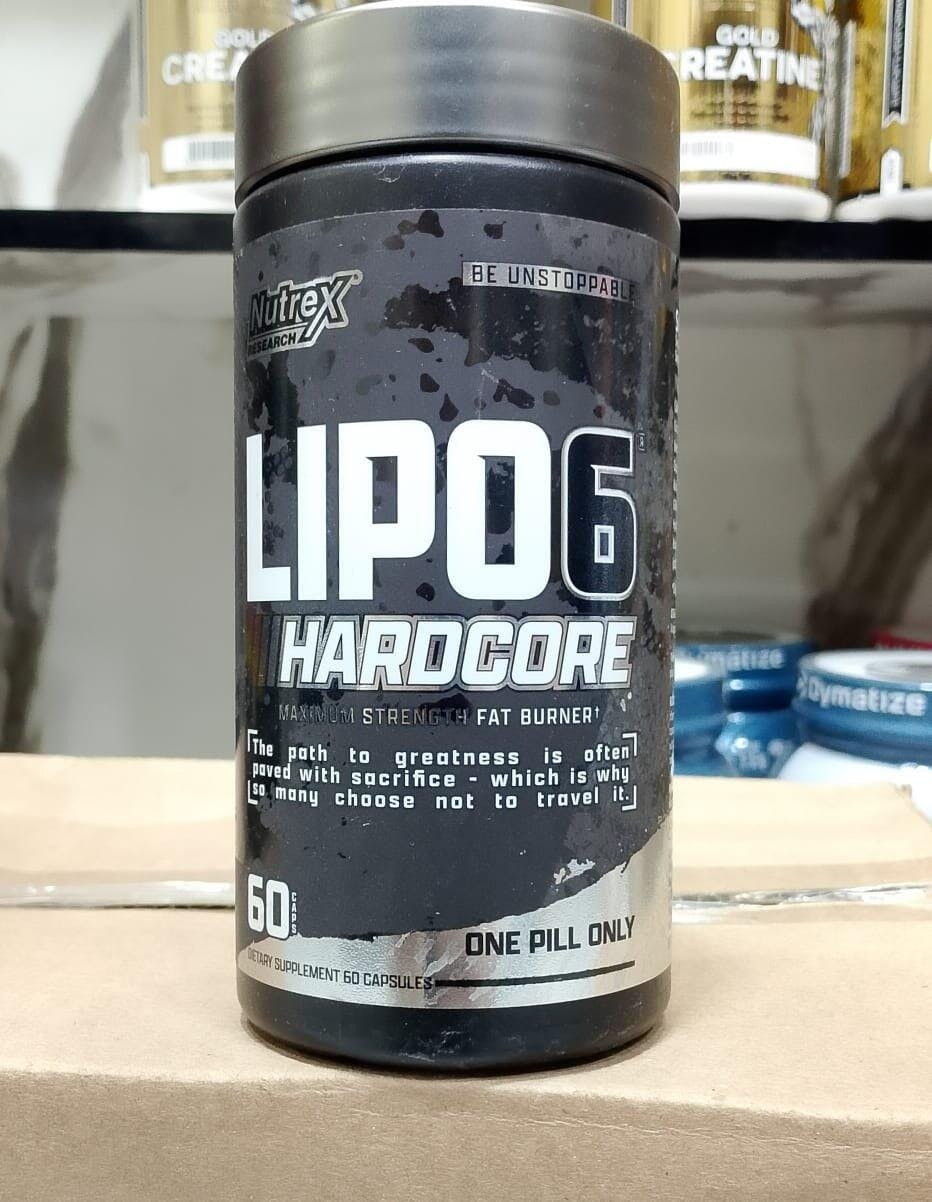 GOLD
CREATINE
Nutrex®
RESEARCH
BE UNSTOPPABLE
LIPO6®
HARDCORE
MAXIMUM STRENGTH FAT BURNER†
[The path to greatness is often
paved with sacrifice - which is why
so many choose not to travel it.]
60 CAPS
ONE PILL ONLY
DIETARY SUPPLEMENT 60 CAPSULES
Dymatize